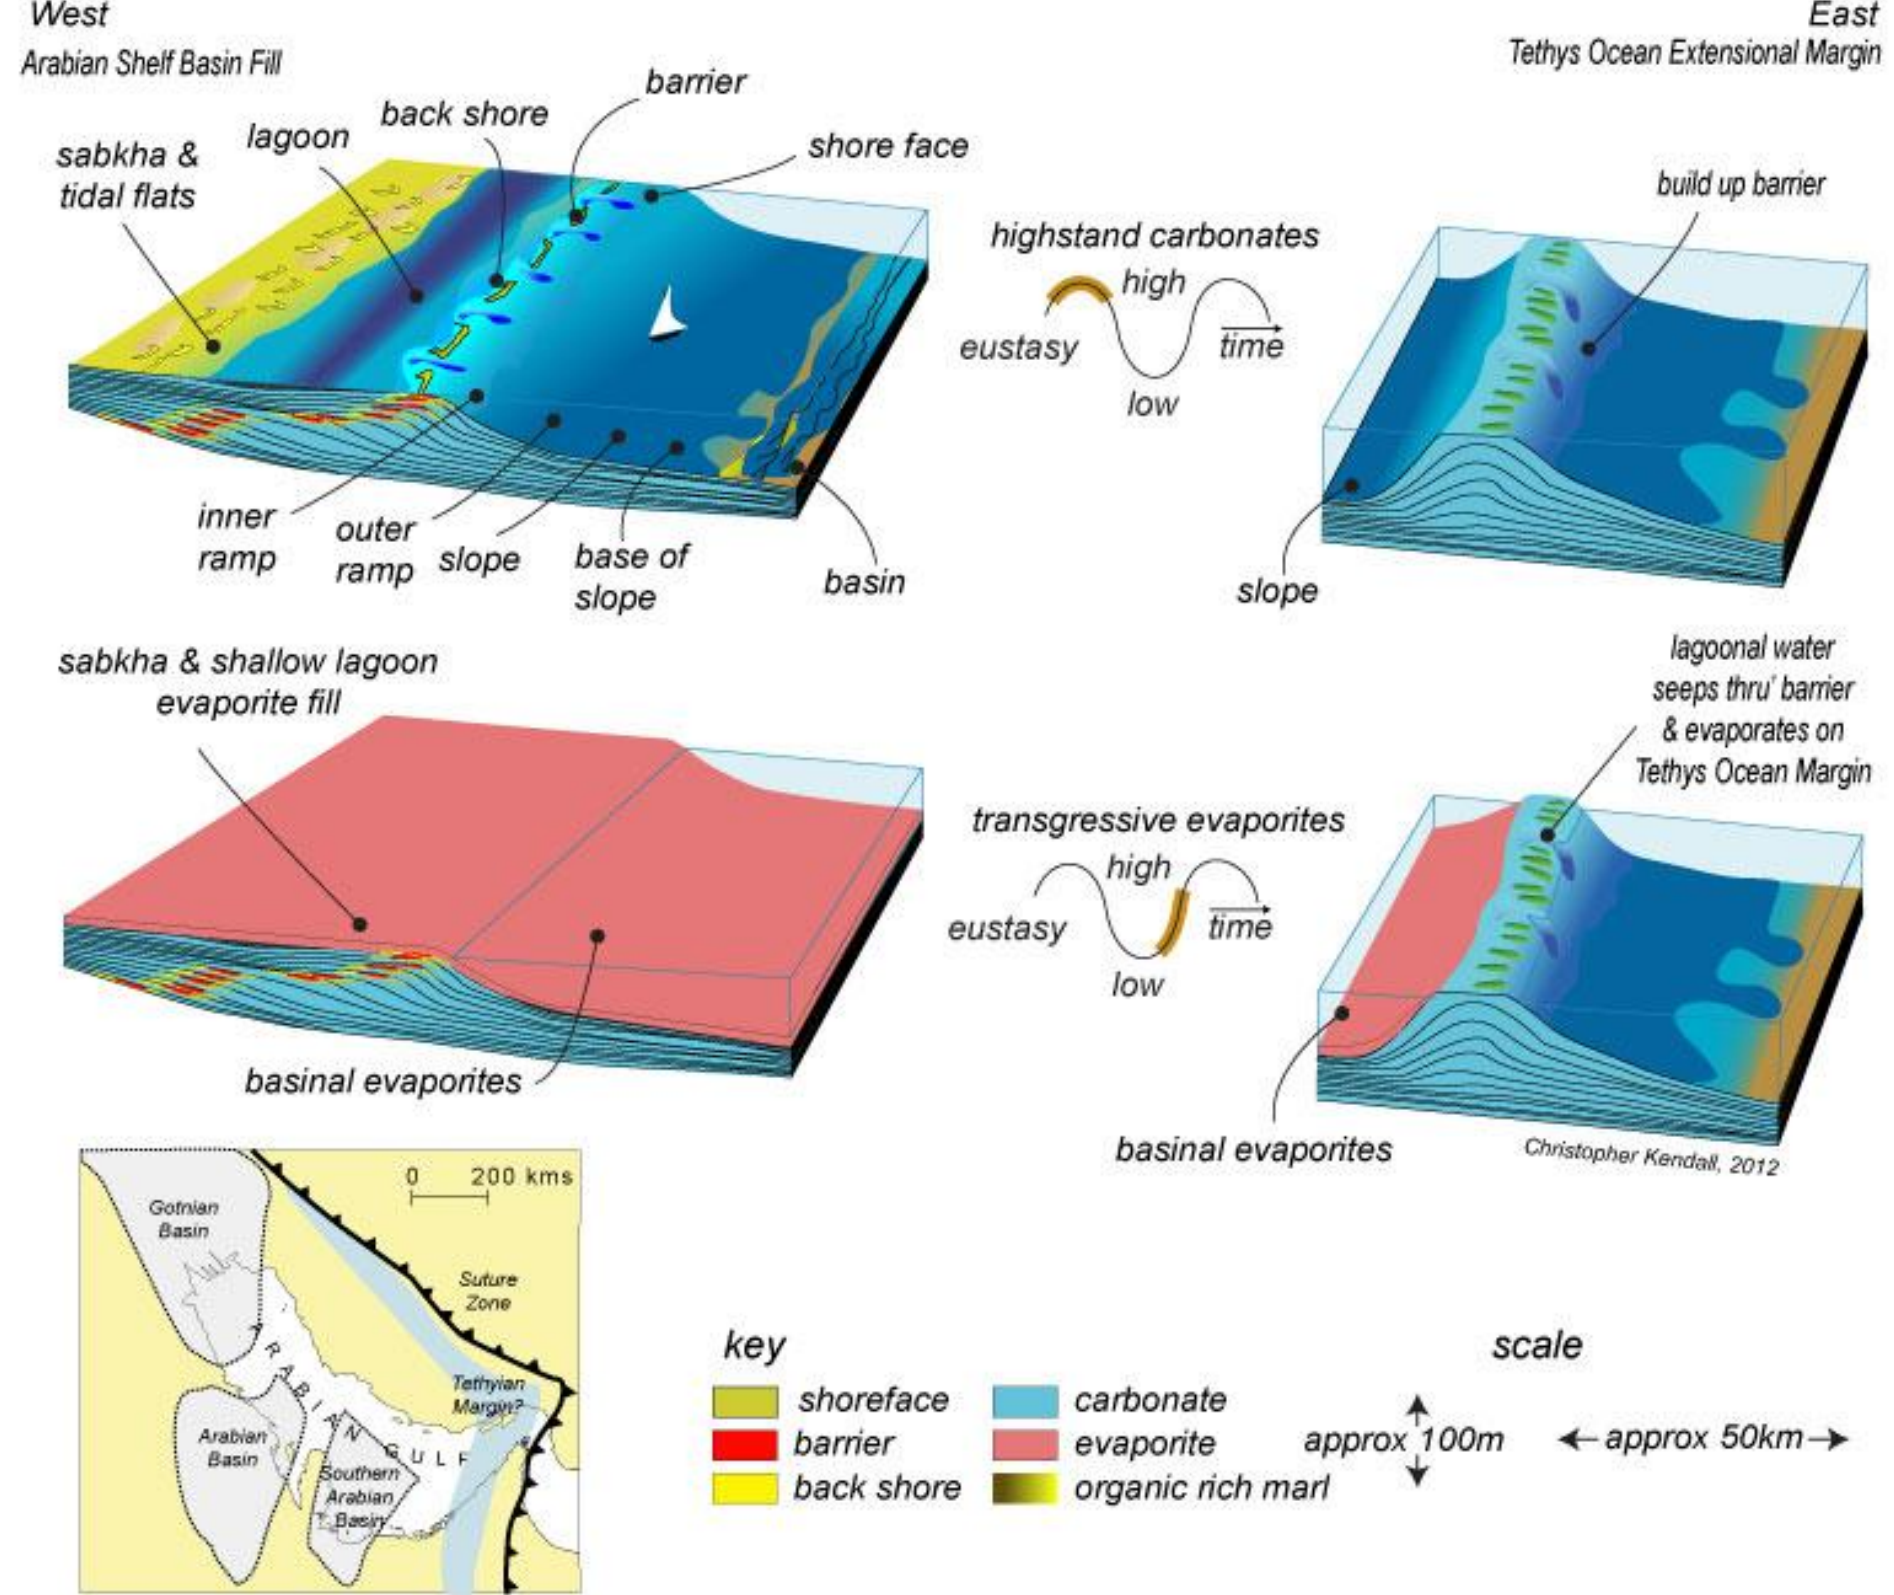 West
Arabian Shelf Basin Fill
East
Tethys Ocean Extensional Margin
barrier
back shore
lagoon
shore face
sabkha &
tidal flats
build up barrier
highstand carbonates
high
eustasy
time
low
inner
ramp
outer
ramp
slope
base of
slope
basin
slope
sabkha & shallow lagoon
evaporite fill
lagoonal water
seeps thru' barrier
& evaporates on
Tethys Ocean Margin
transgressive evaporites
high
eustasy
time
low
basinal evaporites
basinal evaporites
Christopher Kendall, 2012
0 200 kms
Gotnian
Basin
Suture
Zone
ARABIAN GULF
Tethyian
Margin?
Arabian
Basin
Southern
Arabian
Basin
key
shoreface
barrier
back shore
carbonate
evaporite
organic rich marl
scale
approx 100m
approx 50km